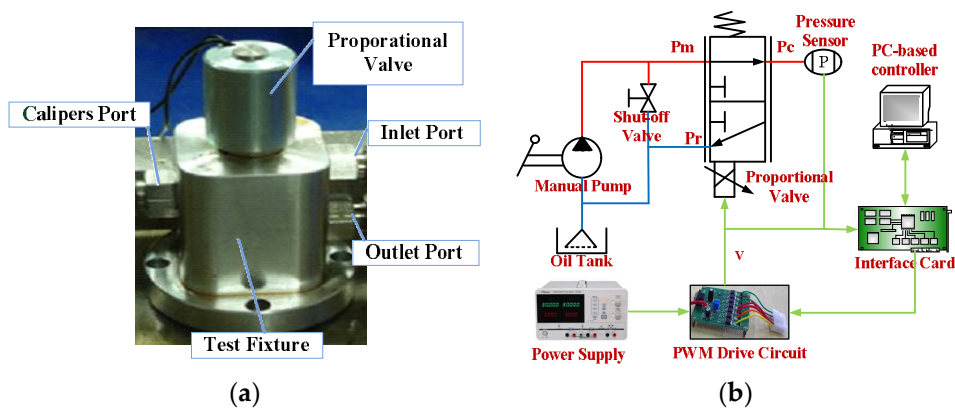 Proporational
Valve
Calipers Port
Inlet Port
Outlet Port
Test Fixture
(a)
Pressure
Sensor
PC-based
controller
Pm
Pc
P
Shut-off
Valve
Pr
Manual Pump
Proportional
Valve
Oil Tank
V
Interface Card
Power Supply
PWM Drive Circuit
(b)